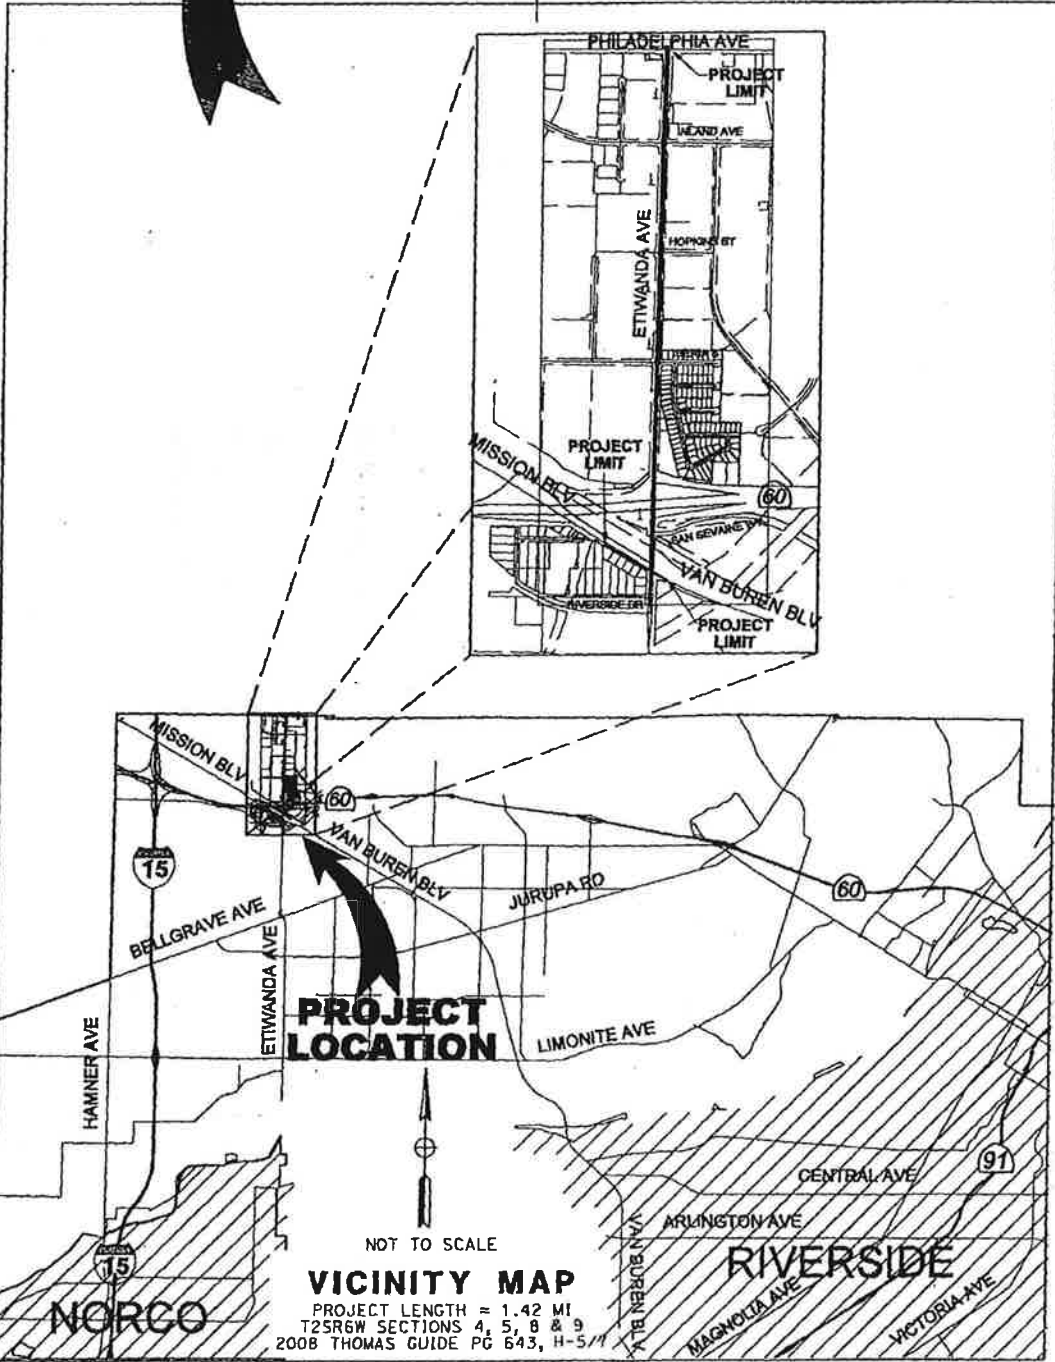 PHILADELPHIA AVE
PROJECT
LIMIT
INLAND AVE
ETIWANDA AVE
HOPKINS ST
PROJECT
LIMIT
MISSION BLV
60
RIVERSIDE DR
VAN BUREN BLV
PROJECT
LIMIT
MISSION BLV
60
15
VAN BUREN BLV
JURUPA RD
60
BELLGRAVE AVE
ETIWANDA AVE
PROJECT
LOCATION
LIMONITE AVE
HAMNER AVE
91
CENTRAL AVE
ARLINGTON AVE
RIVERSIDE
VAN BUREN BLV
MAGNOLIA AVE
VICTORIA AVE
15
NORCO
NOT TO SCALE
VICINITY MAP
PROJECT LENGTH = 1.42 MI
T2SR6W SECTIONS 4, 5, 8 & 9
2008 THOMAS GUIDE PG 643, H-5/7